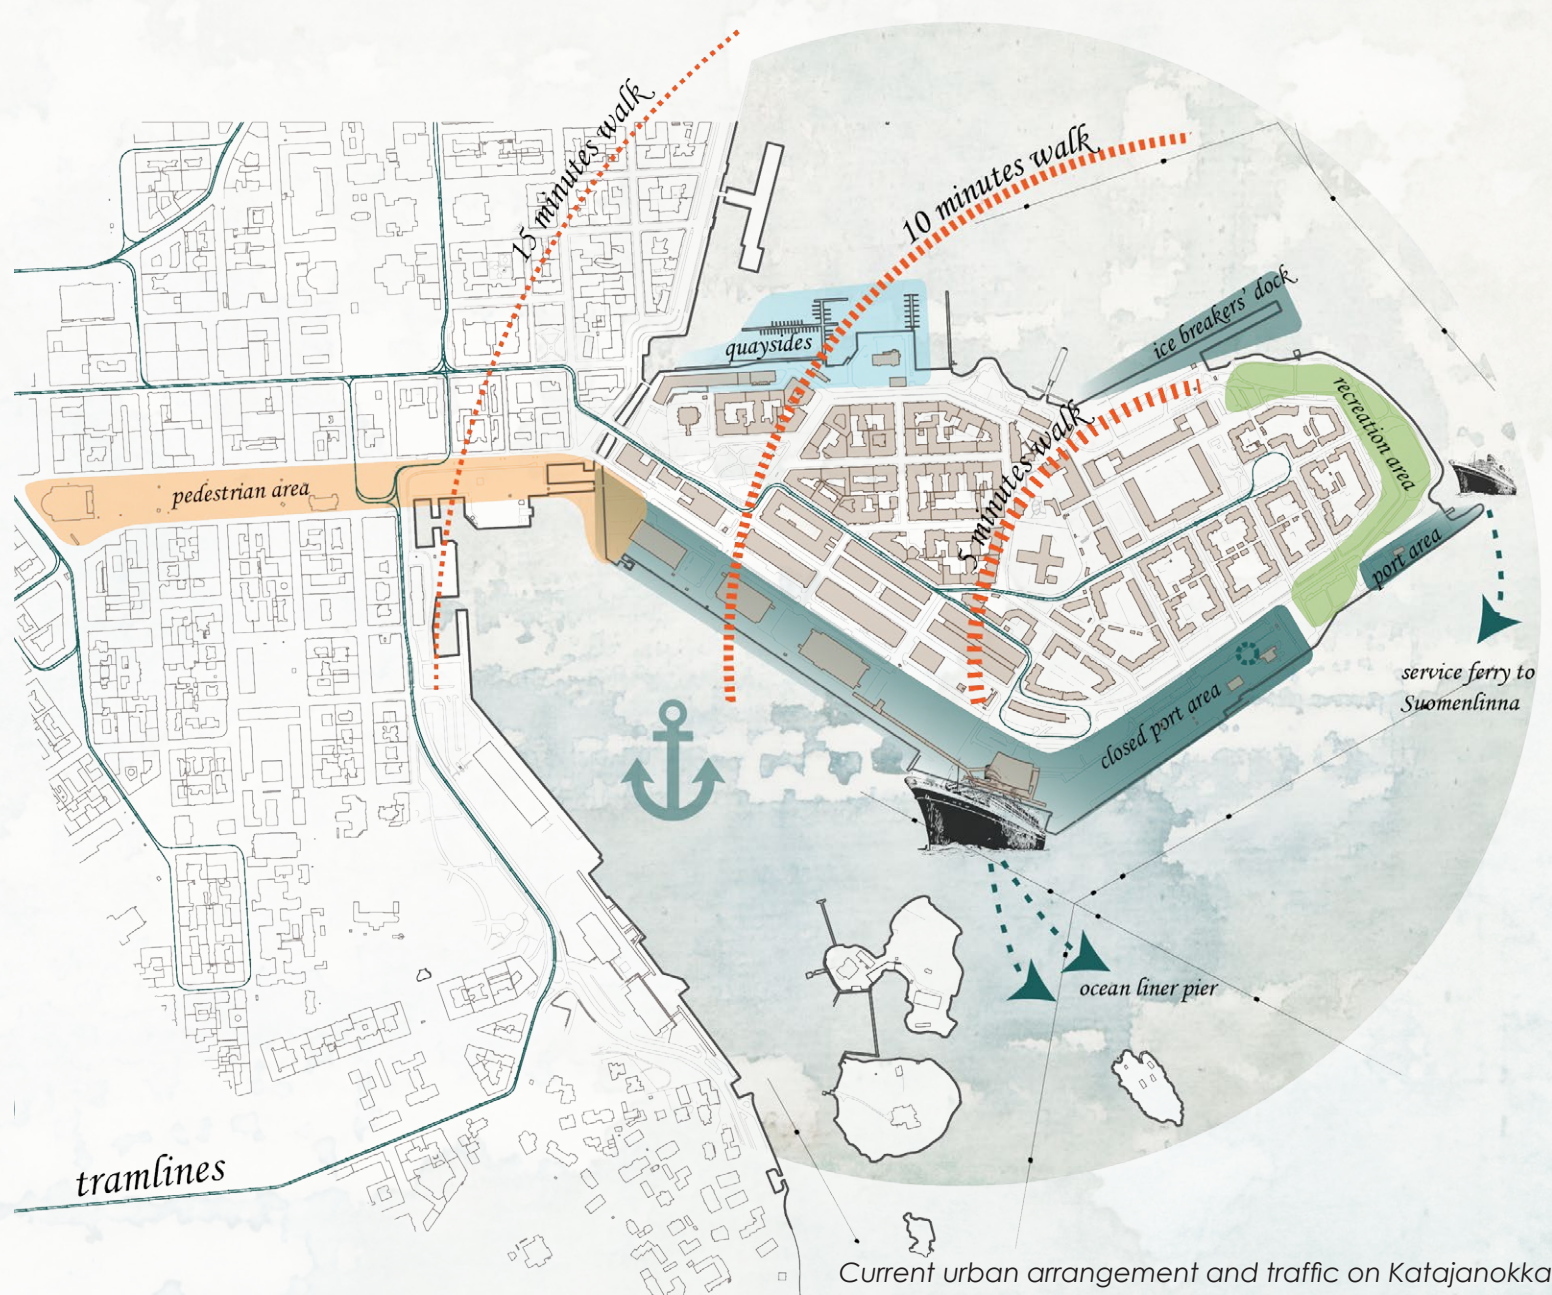 15 minutes walk
10 minutes walk
ice breakers' dock
quaysides
recreation area
5 minutes walk
pedestrian area
port area
service ferry to
Suomenlinna
closed port area
ocean liner pier
tramlines
Current urban arrangement and traffic on Katajanokka